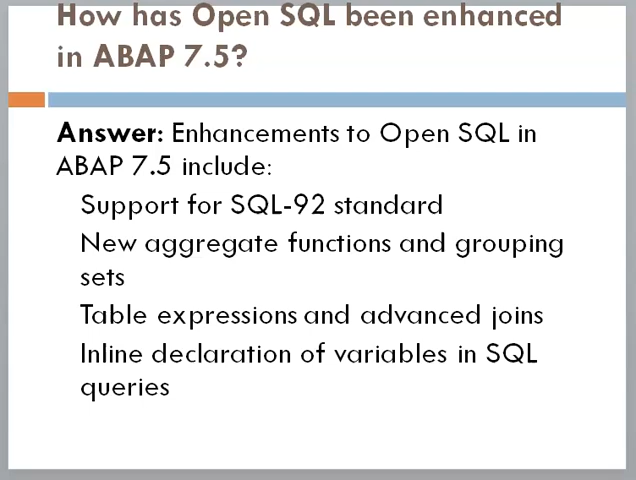 How has Open SQL been enhanced
in ABAP 7.5?
Answer: Enhancements to Open SQL in
ABAP 7.5 include:
Support for SQL-92 standard
New aggregate functions and grouping
sets
Table expressions and advanced joins
Inline declaration of variables in SQL
queries